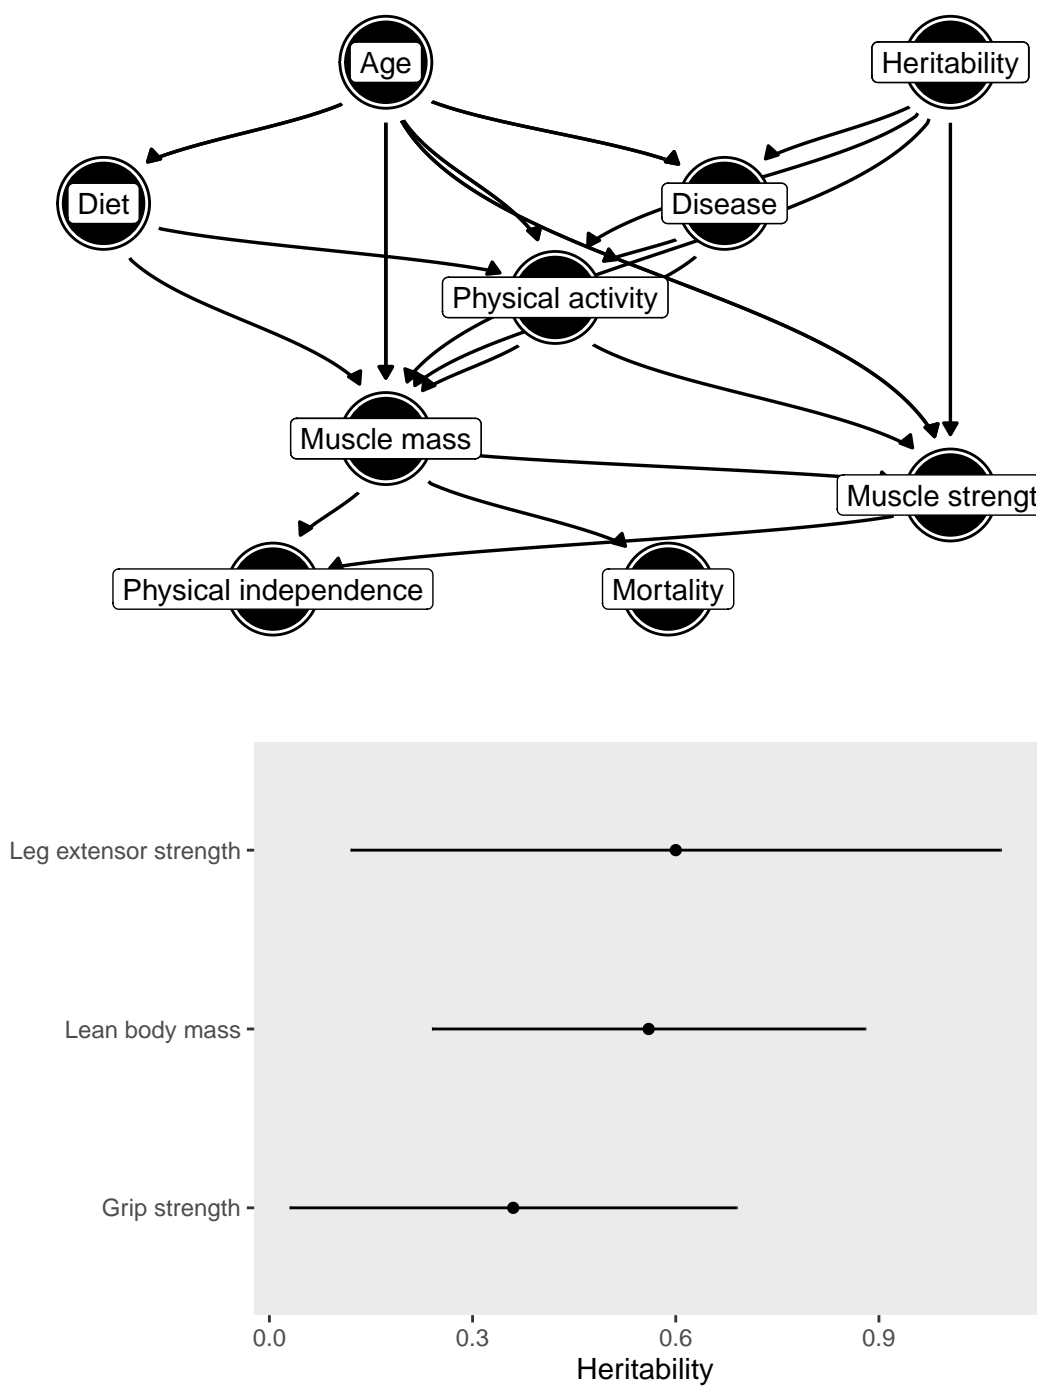 Age
Heritability
Diet
Disease
Physical activity
Muscle mass
Muscle strengt
Physical independence
Mortality
Leg extensor strength
Lean body mass
Grip strength
0.0 0.3 0.6 0.9
Heritability